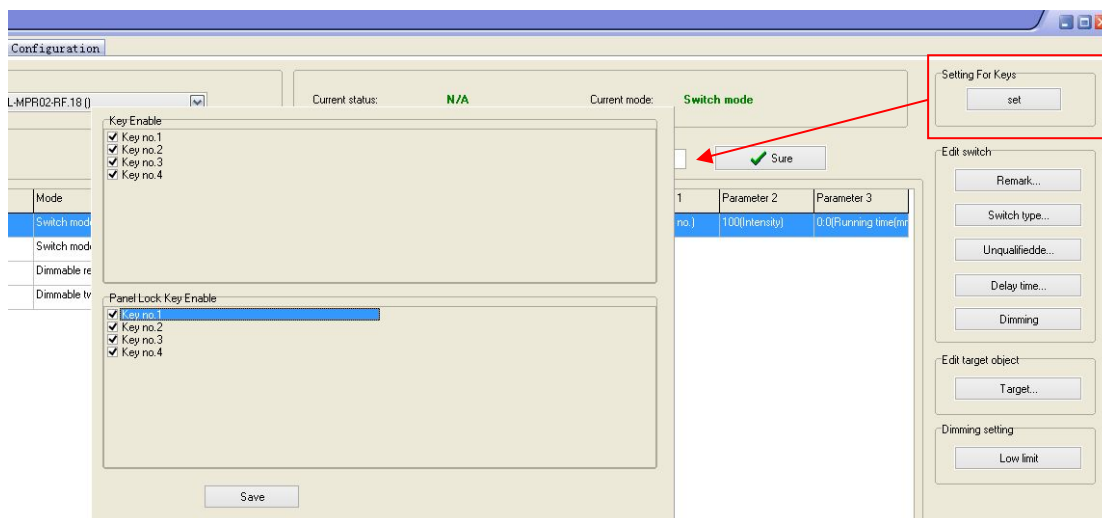 Configuration
Setting For Keys
L-MPR02-RF.18 ()
Current status: N/A Current mode: Switch mode
set
Key Enable
Key no.1
Key no.2
Key no.3
Key no.4
Sure
Edit switch
Remark...
Mode
1 Parameter 2 Parameter 3
Switch mode
no.) 100(Intensity) 0:0(Running time(mr
Switch type...
Switch mode
Unqualifiedde...
Dimmable re
Delay time...
Dimmable tw
Panel Lock Key Enable
Key no.1
Key no.2
Key no.3
Key no.4
Dimming
Edit target object
Target...
Dimming setting
Low limit
Save